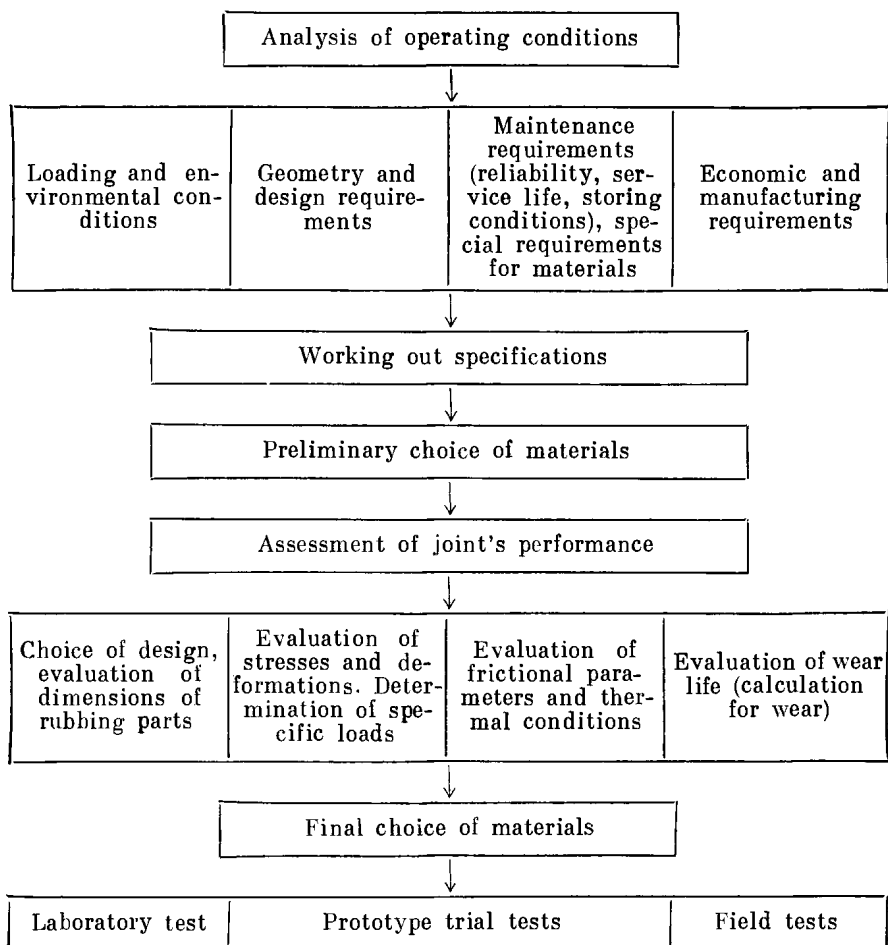 Analysis of operating conditions
Loading and en-
vironmental con-
ditions
Geometry and
design require-
ments
Maintenance
requirements
(reliability, ser-
vice life, storing
conditions), spe-
cial requirements
for materials
Economic and
manufacturing
requirements
Working out specifications
Preliminary choice of materials
Assessment of joint's performance
Choice of design,
evaluation of
dimensions of
rubbing parts
Evaluation of
stresses and de-
formations. Deter-
mination of spe-
cific loads
Evaluation of
frictional para-
meters and ther-
mal conditions
Evaluation of wear
life (calculation
for wear)
Final choice of materials
Laboratory test
Prototype trial tests
Field tests